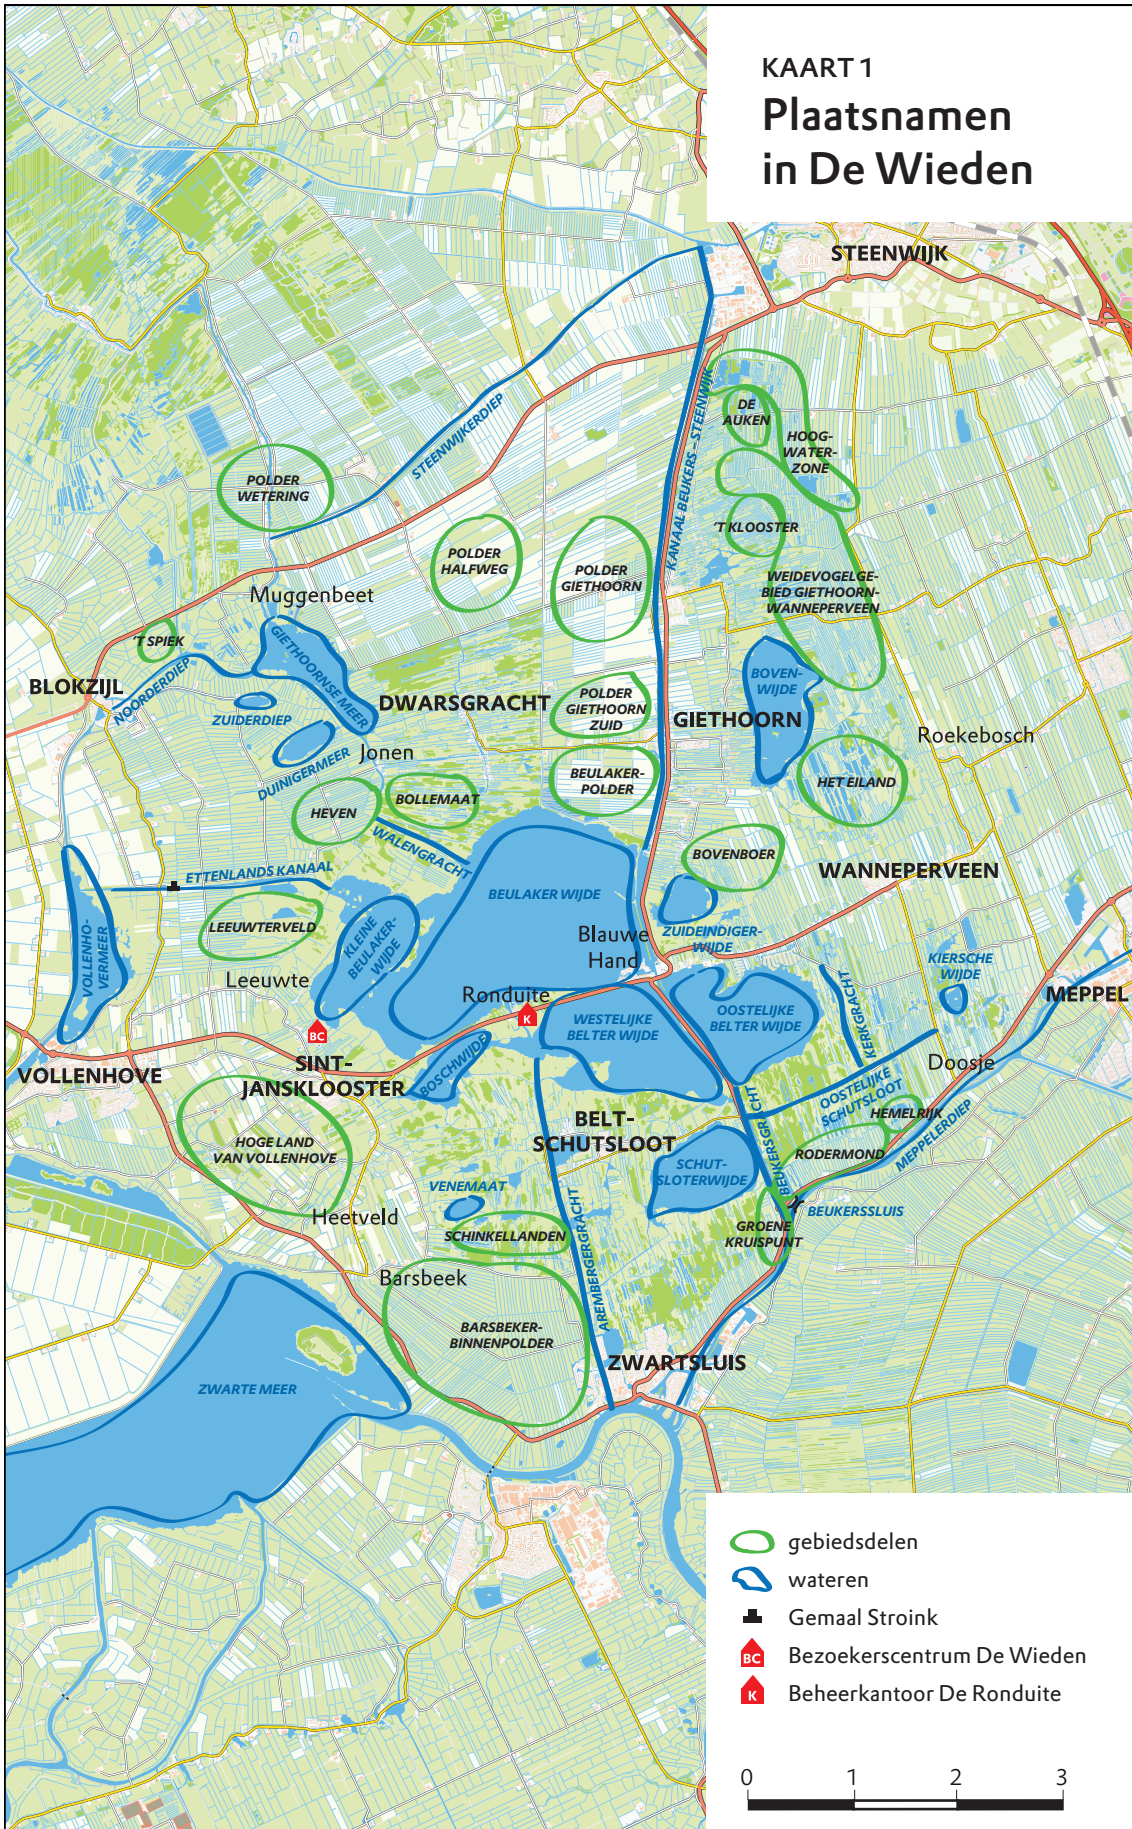 KAART 1
Plaatsnamen
in De Wieden
STEENWIJK
DE
AUKEN
HOOG-
WATER-
ZONE
STEENWIJKERDIEP
KANAAL BEUKERS – STEENWIJK
POLDER
WETERING
'T KLOOSTER
POLDER
HALFWEG
POLDER
GIETHOORN
WEIDEVOGELGE-
BIED GIETHOORN-
WANNEPERVEEN
Muggenbeet
'T SPIEK
GIETHOORNSE MEER
BLOKZIJL
NOORDERDIEP
ZUIDERDIEP
DWARSGRACHT
POLDER
GIETHOORN
ZUID
GIETHOORN
BOVEN-
WIJDE
Roekebosch
Jonen
DUINIGERMEER
BEULAKER-
POLDER
HET EILAND
HEVEN
BOLLEMAAT
WALENGRACHT
BOVENBOER
WANNEPERVEEN
ETTENLANDS KANAAL
BEULAKER WIJDE
VOLLENHO-
VERMEER
LEEUWTERVELD
KLEINE
BEULAKER-
WIJDE
Blauwe
Hand
ZUIDEINDIGER-
WIJDE
KIERSCHE
WIJDE
Leeuwte
Ronduite
K
MEPPEL
BC
WESTELIJKE
BELTER WIJDE
OOSTELIJKE
BELTER WIJDE
KERKGRACHT
VOLLENHOVE
SINT-
JANSKLOOSTER
BOSCHWIJDE
Doosje
OOSTELIJKE
SCHUTSLOOT
HEMELRIJK
MEPPELERDIEP
BELT-
SCHUTSLOOT
BEUKERSGRACHT
HOGE LAND
VAN VOLLENHOVE
RODERMOND
SCHUT-
SLOTERWIJDE
VENEMAAT
Heetveld
SCHINKELLANDEN
GROENE
KRUISPUNT
BEUKERSSLUIS
AREMBERGERGRACHT
Barsbeek
BARSBEKER-
BINNENPOLDER
ZWARTSLUIS
ZWARTE MEER
gebiedsdelen
wateren
Gemaal Stroink
BC
Bezoekerscentrum De Wieden
K
Beheerkantoor De Ronduite
0 1 2 3